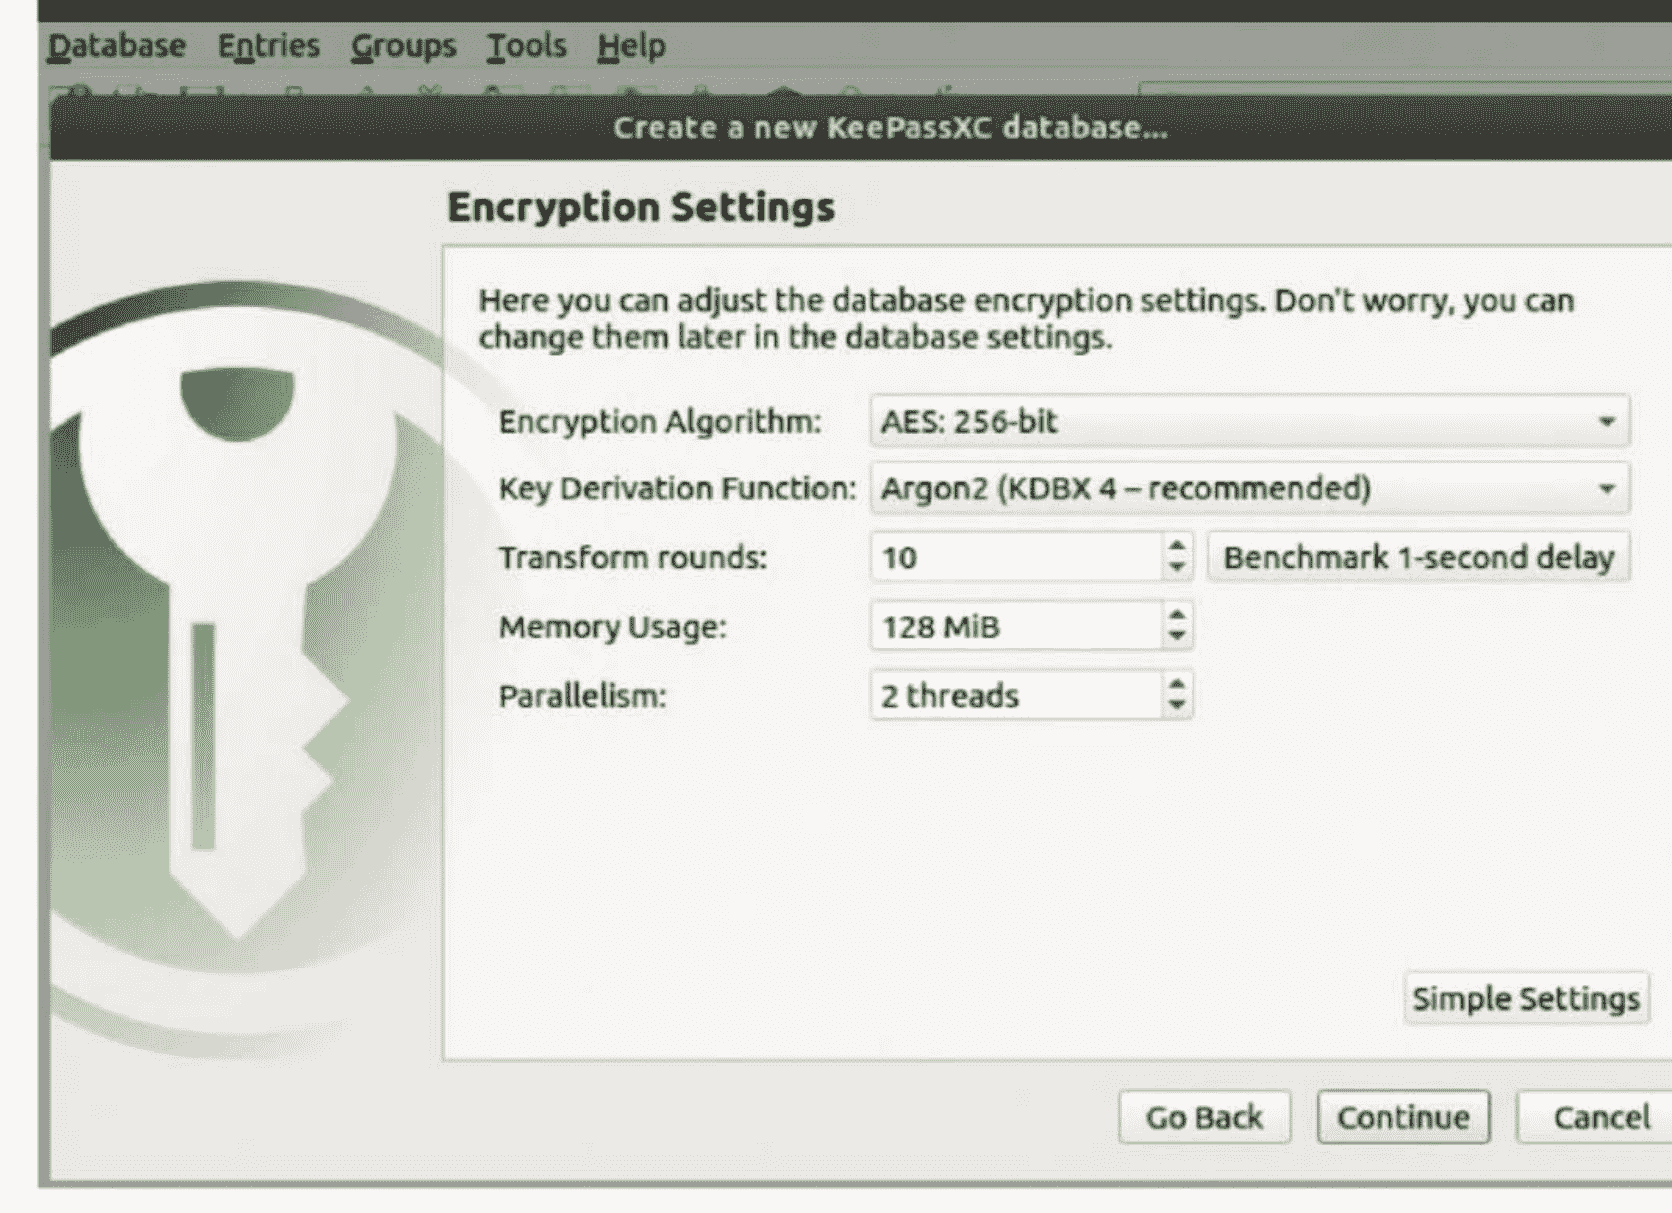 Database Entries Groups Tools Help
Create a new KeePassXC database...
Encryption Settings
Here you can adjust the database encryption settings. Don't worry, you can
change them later in the database settings.
Encryption Algorithm: AES: 256-bit
Key Derivation Function: Argon2 (KDBX 4 – recommended)
Transform rounds: 10 Benchmark 1-second delay
Memory Usage: 128 MiB
Parallelism: 2 threads
Simple Settings
Go Back Continue Cancel